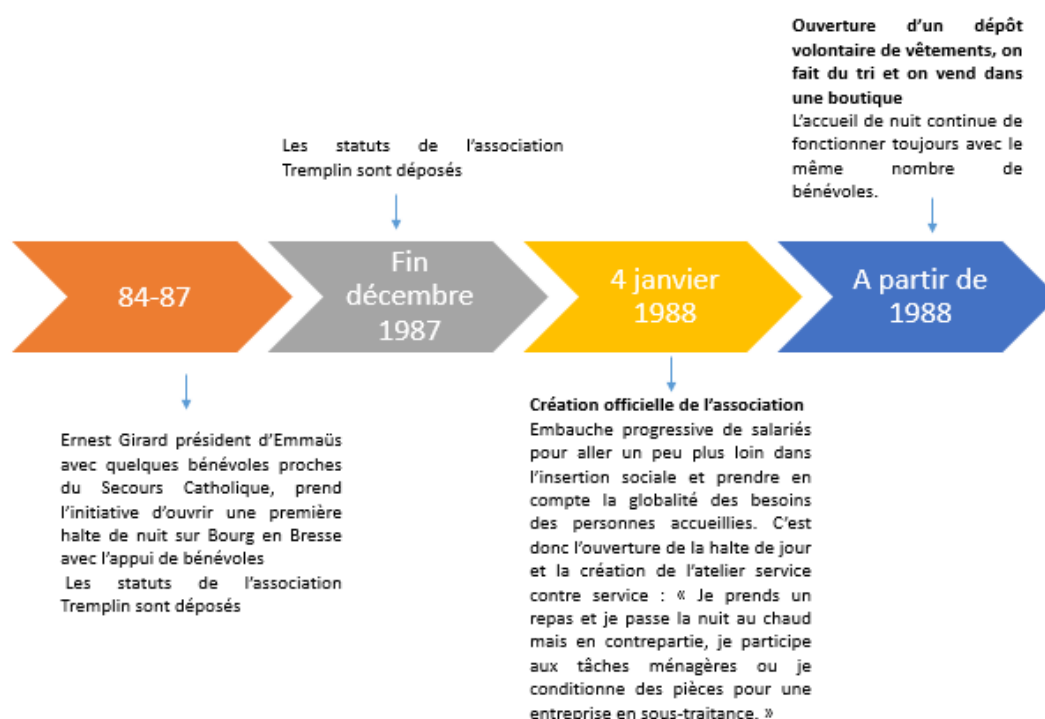 Ouverture d’un dépôt
volontaire de vêtements, on
fait du tri et on vend dans
une boutique
L’accueil de nuit continue de
fonctionner toujours avec le
même nombre de
bénévoles.
Les statuts de l’association
Tremplin sont déposés
84-87
Fin
décembre
1987
4 janvier
1988
A partir de
1988
Ernest Girard président d’Emmaüs
avec quelques bénévoles proches
du Secours Catholique, prend
l’initiative d’ouvrir une première
halte de nuit sur Bourg en Bresse
avec l’appui de bénévoles
Les statuts de l’association
Tremplin sont déposés
Création officielle de l’association
Embauche progressive de salariés
pour aller un peu plus loin dans
l’insertion sociale et prendre en
compte la globalité des besoins
des personnes accueillies. C’est
donc l’ouverture de la halte de jour
et la création de l’atelier service
contre service : « Je prends un
repas et je passe la nuit au chaud
mais en contrepartie, je participe
aux tâches ménagères ou je
conditionne des pièces pour une
entreprise en sous-traitance. »